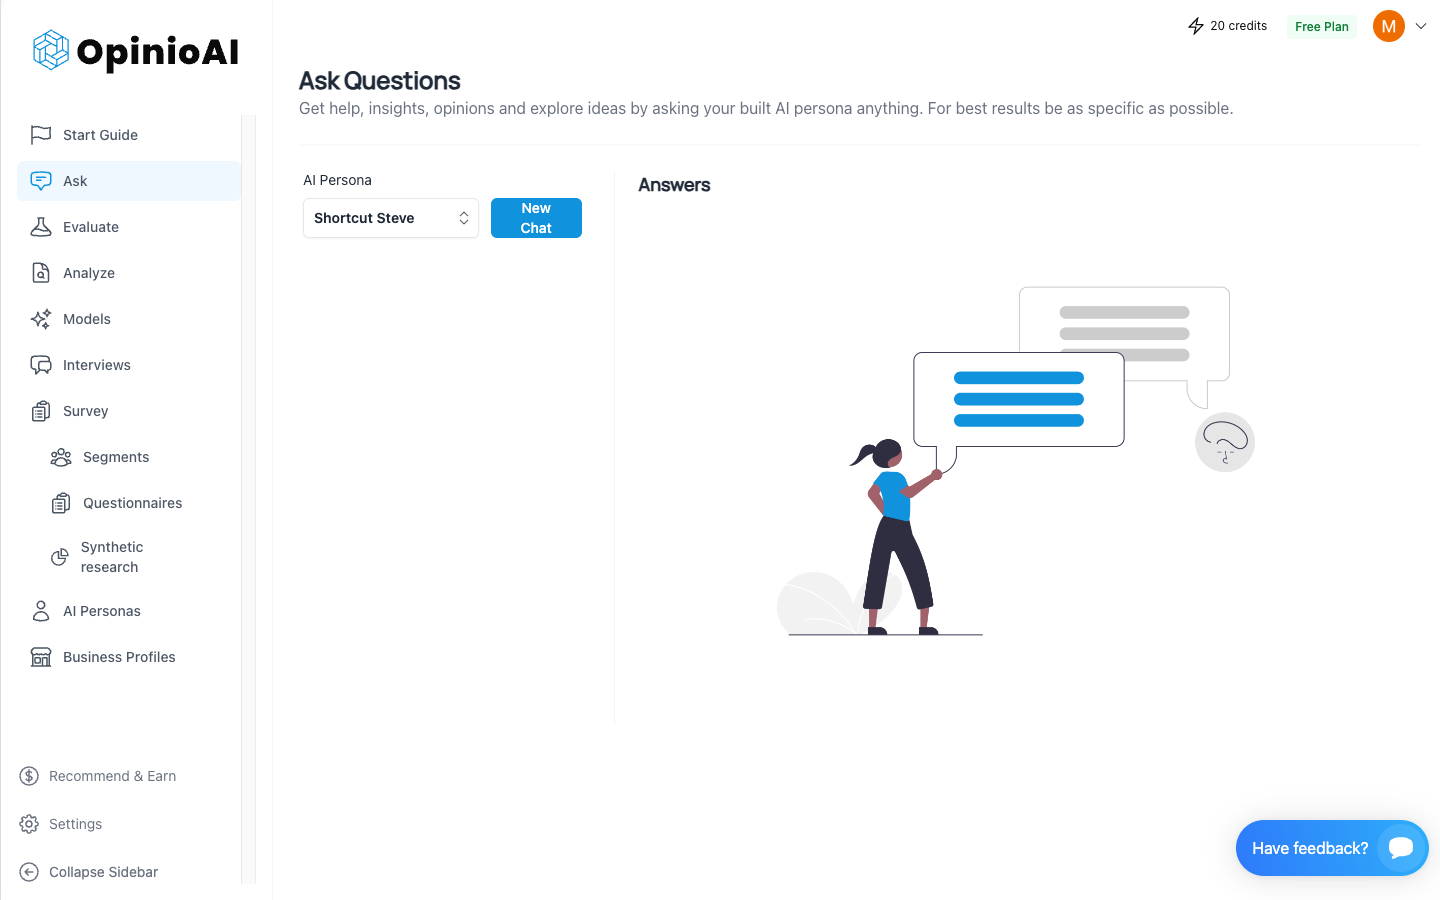 OpinioAI
20 credits
Free Plan
M
Ask Questions
Get help, insights, opinions and explore ideas by asking your built AI persona anything. For best results be as specific as possible.
Start Guide
Ask
Evaluate
Analyze
Models
Interviews
Survey
Segments
Questionnaires
Synthetic
research
AI Personas
Business Profiles
Recommend & Earn
Settings
Collapse Sidebar
AI Persona
Shortcut Steve
New
Chat
Answers
Have feedback?